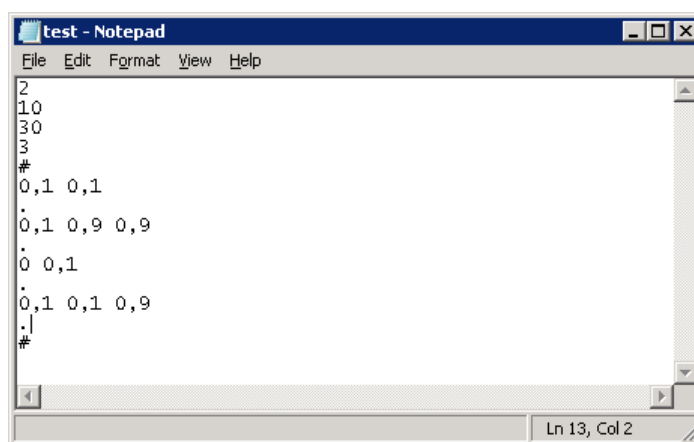 test - Notepad
File Edit Format View Help
2
10
30
3
#
0,1 0,1
.
0,1 0,9 0,9
.
0 0,1
.
0,1 0,1 0,9
.
#
Ln 13, Col 2